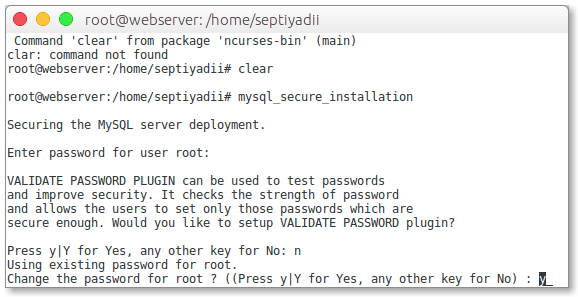 root@webserver: /home/septiyadii
Command 'clear' from package 'ncurses-bin' (main)
clar: command not found
root@webserver:/home/septiyadii# clear
root@webserver:/home/septiyadii# mysql_secure_installation
Securing the MySQL server deployment.
Enter password for user root:
VALIDATE PASSWORD PLUGIN can be used to test passwords
and improve security. It checks the strength of password
and allows the users to set only those passwords which are
secure enough. Would you like to setup VALIDATE PASSWORD plugin?
Press y|Y for Yes, any other key for No: n
Using existing password for root.
Change the password for root ? ((Press y|Y for Yes, any other key for No) : y_